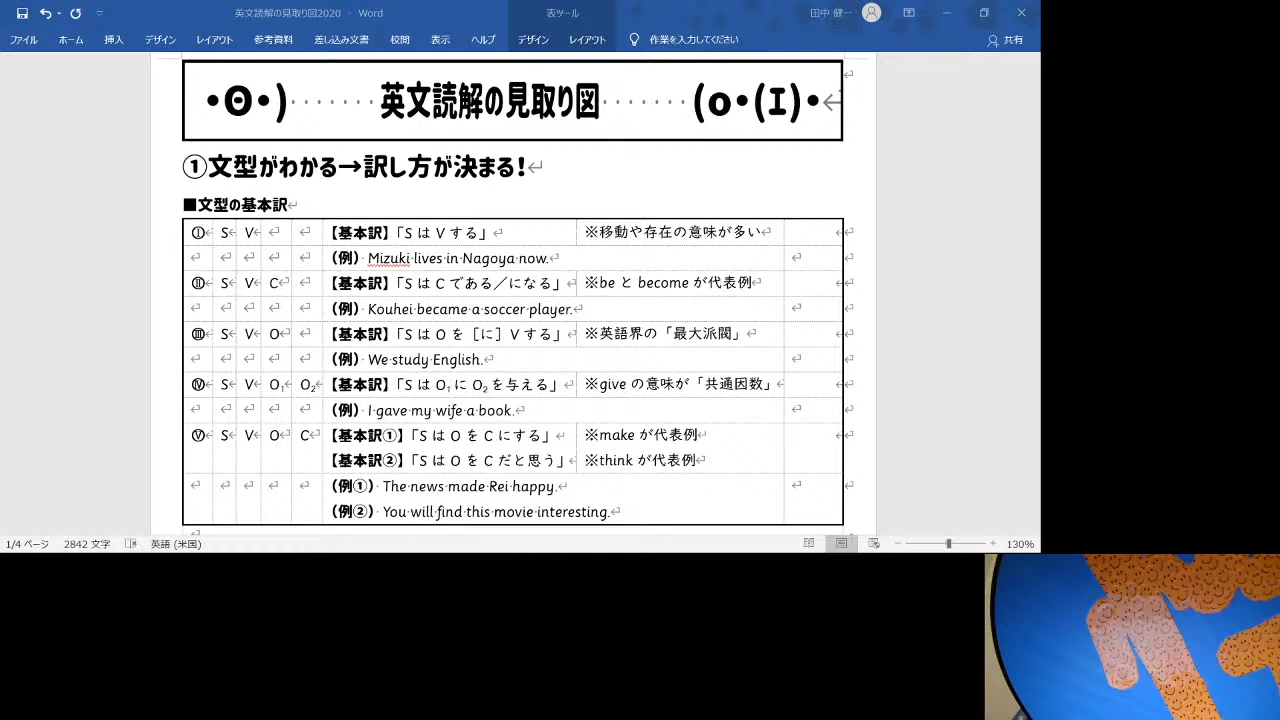 英文読解の見取り図2020 - Word
表ツール
田中 健一
ファイル ホーム 挿入 デザイン レイアウト 参考資料 差し込み文書 校閲 表示 ヘルプ デザイン レイアウト 作業を入力してください 共有
•Θ•)・・・・・・・英文読解の見取り図・・・・・・・(o•(I)•
①文型がわかる→訳し方が決まる!
■文型の基本訳
Ⓘ S V 【基本訳】「S は V する」 ※移動や存在の意味が多い
(例) Mizuki lives in Nagoya now.
Ⅱ S V C 【基本訳】「S は C である／になる」 ※be と become が代表例
(例) Kouhei became a soccer player.
Ⅲ S V O 【基本訳】「S は O を［に］V する」 ※英語界の「最大派閥」
(例) We study English.
Ⅳ S V O₁ O₂ 【基本訳】「S は O₁ に O₂ を与える」 ※give の意味が「共通因数」
(例) I gave my wife a book.
Ⓥ S V O C 【基本訳①】「S は O を C にする」 ※make が代表例
【基本訳②】「S は O を C だと思う」 ※think が代表例
(例①) The news made Rei happy.
(例②) You will find this movie interesting.
1/4 ページ 2842 文字 英語 (米国) 130%